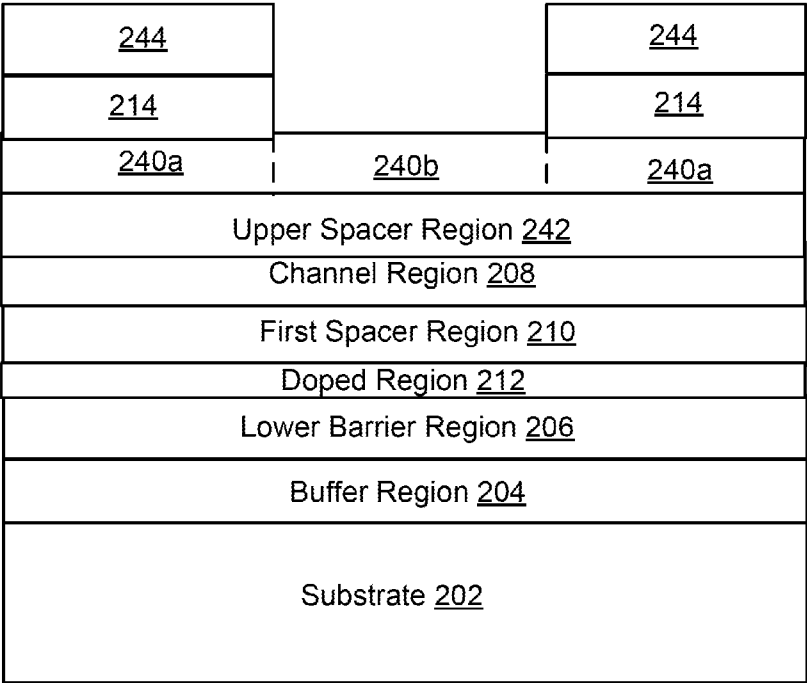 244 244
214 214
240a 240b 240a
Upper Spacer Region 242
Channel Region 208
First Spacer Region 210
Doped Region 212
Lower Barrier Region 206
Buffer Region 204
Substrate 202